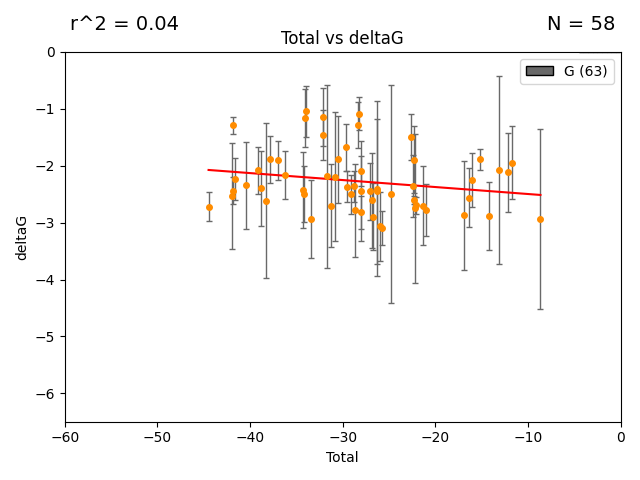 r^2 = 0.04
N = 58
Total vs deltaG
G (63)
deltaG
0
−1
−2
−3
−4
−5
−6
−60
−50
−40
−30
−20
−10
0
Total